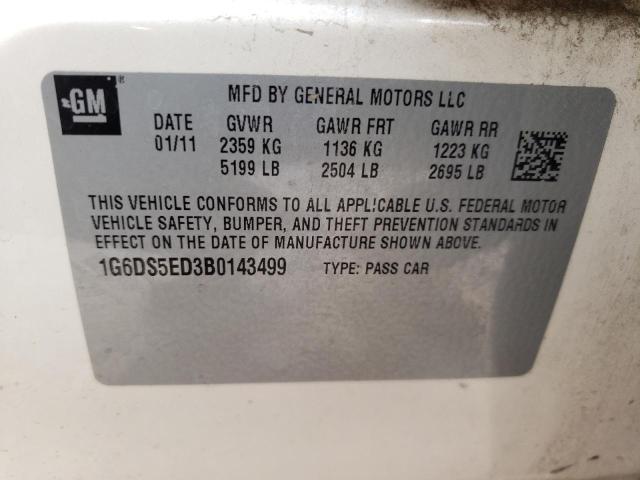 GM ®
MFD BY GENERAL MOTORS LLC
DATE GVWR GAWR FRT GAWR RR
01/11 2359 KG 1136 KG 1223 KG
5199 LB 2504 LB 2695 LB
THIS VEHICLE CONFORMS TO ALL APPLICABLE U.S. FEDERAL MOTOR
VEHICLE SAFETY, BUMPER, AND THEFT PREVENTION STANDARDS IN
EFFECT ON THE DATE OF MANUFACTURE SHOWN ABOVE.
1G6DS5ED3B0143499 TYPE: PASS CAR